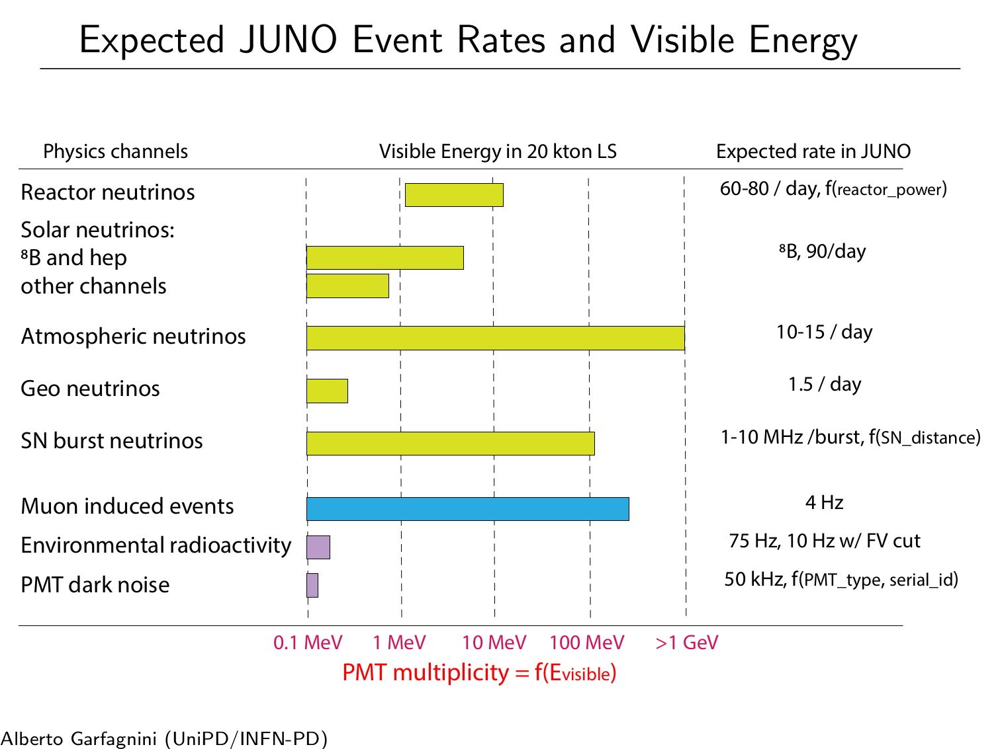 Expected JUNO Event Rates and Visible Energy
Physics channels Visible Energy in 20 kton LS Expected rate in JUNO
Reactor neutrinos 60-80 / day, f(reactor_power)
Solar neutrinos:
⁸B and hep ⁸B, 90/day
other channels
Atmospheric neutrinos 10-15 / day
Geo neutrinos 1.5 / day
SN burst neutrinos 1-10 MHz /burst, f(SN_distance)
Muon induced events 4 Hz
Environmental radioactivity 75 Hz, 10 Hz w/ FV cut
PMT dark noise 50 kHz, f(PMT_type, serial_id)
0.1 MeV 1 MeV 10 MeV 100 MeV >1 GeV
PMT multiplicity = f(Evisible)
Alberto Garfagnini (UniPD/INFN-PD)